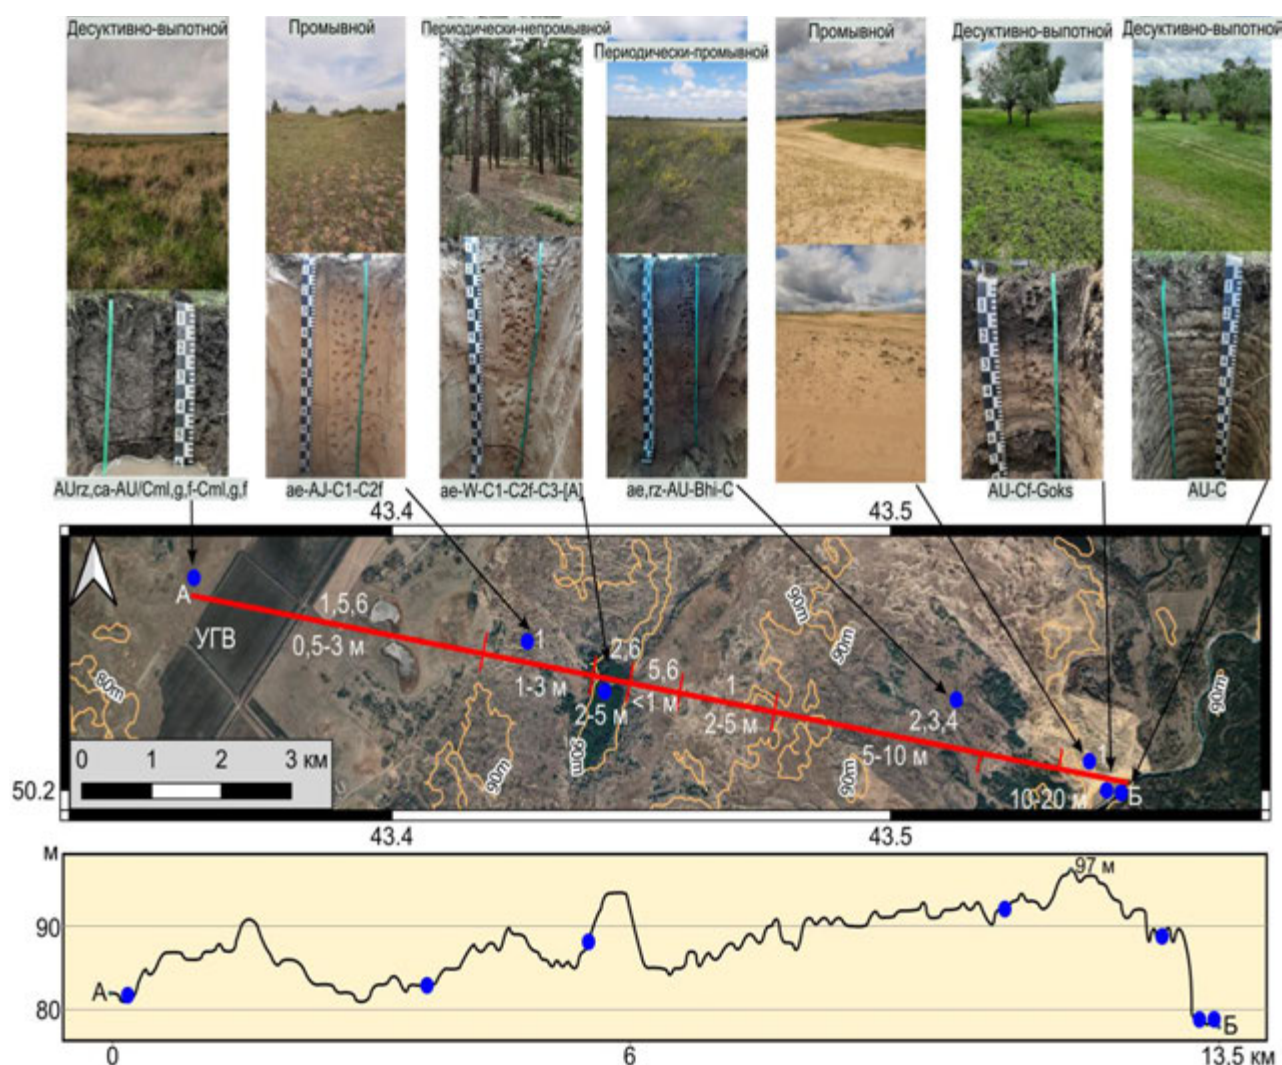 Десуктивно-выпотной
Промывной
Периодически-непромывной
Периодически-промывной
Промывной
Десуктивно-выпотной
Десуктивно-выпотной
AUrz,ca-AU/Cml,g,f-Cml,g,f
ae-AJ-C1-C2f
ae-W-C1-C2f-C3-[A]
ae,rz-AU-Bhi-C
AU-Cf-Goks
AU-C
43.4
43.5
А
УГВ
1,5,6
0,5-3 м
1
1-3 м
2,6
2-5 м
5,6
<1 м
1
2-5 м
2,3,4
5-10 м
1
10-20 м
Б
80m
90m
90m
90m
90m
90m
90m
0 1 2 3 км
50.2
43.4
43.5
м
97 м
90
80
А
Б
0
6
13.5 км